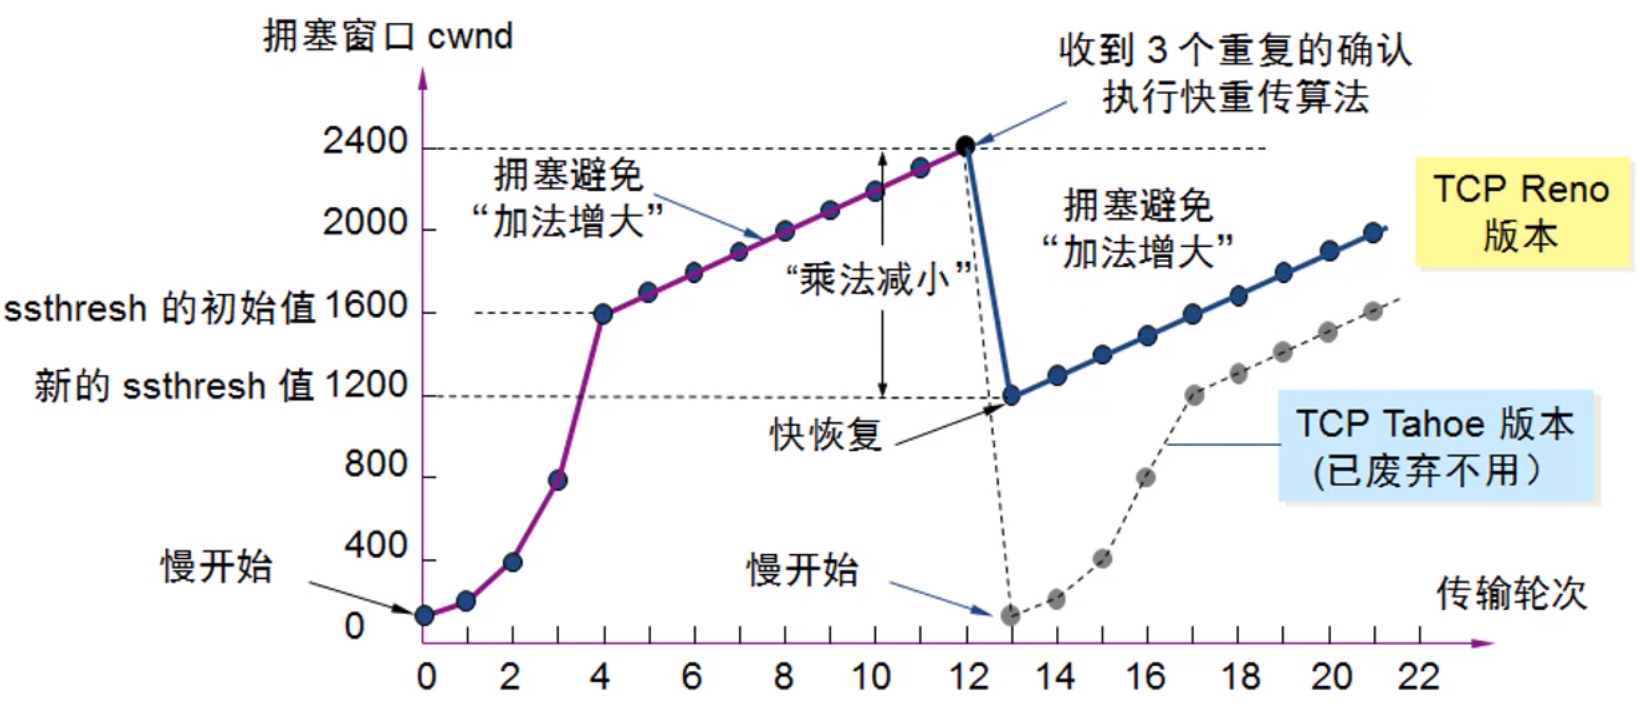 拥塞窗口 cwnd
收到 3 个重复的确认
执行快重传算法
2400
拥塞避免
“加法增大”
拥塞避免
“加法增大”
TCP Reno
版本
2000
“乘法减小”
ssthresh 的初始值 1600
新的 ssthresh 值 1200
快恢复
TCP Tahoe 版本
(已废弃不用）
800
400
慢开始
慢开始
传输轮次
0
0 2 4 6 8 10 12 14 16 18 20 22